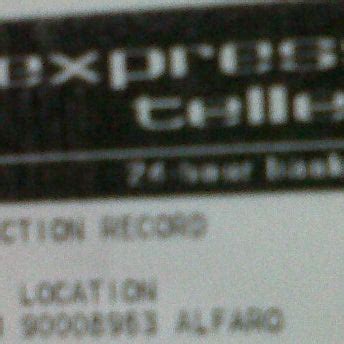 expres
telle
24 hour bank
CTION RECORD
LOCATION
90008963 ALFARO